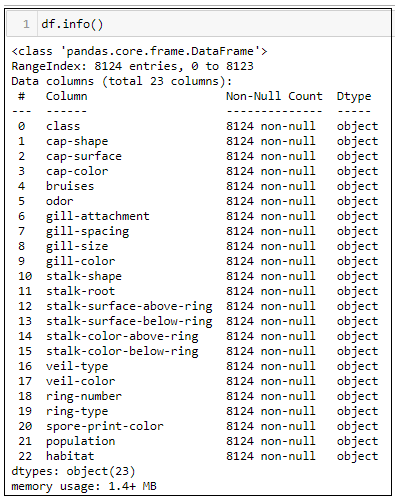 1 df.info()
<class 'pandas.core.frame.DataFrame'>
RangeIndex: 8124 entries, 0 to 8123
Data columns (total 23 columns):
 #   Column                    Non-Null Count  Dtype
---  ------                    --------------  -----
 0   class                     8124 non-null   object
 1   cap-shape                 8124 non-null   object
 2   cap-surface               8124 non-null   object
 3   cap-color                 8124 non-null   object
 4   bruises                   8124 non-null   object
 5   odor                      8124 non-null   object
 6   gill-attachment           8124 non-null   object
 7   gill-spacing              8124 non-null   object
 8   gill-size                 8124 non-null   object
 9   gill-color                8124 non-null   object
 10  stalk-shape               8124 non-null   object
 11  stalk-root                8124 non-null   object
 12  stalk-surface-above-ring  8124 non-null   object
 13  stalk-surface-below-ring  8124 non-null   object
 14  stalk-color-above-ring    8124 non-null   object
 15  stalk-color-below-ring    8124 non-null   object
 16  veil-type                 8124 non-null   object
 17  veil-color                8124 non-null   object
 18  ring-number               8124 non-null   object
 19  ring-type                 8124 non-null   object
 20  spore-print-color         8124 non-null   object
 21  population                8124 non-null   object
 22  habitat                   8124 non-null   object
dtypes: object(23)
memory usage: 1.4+ MB